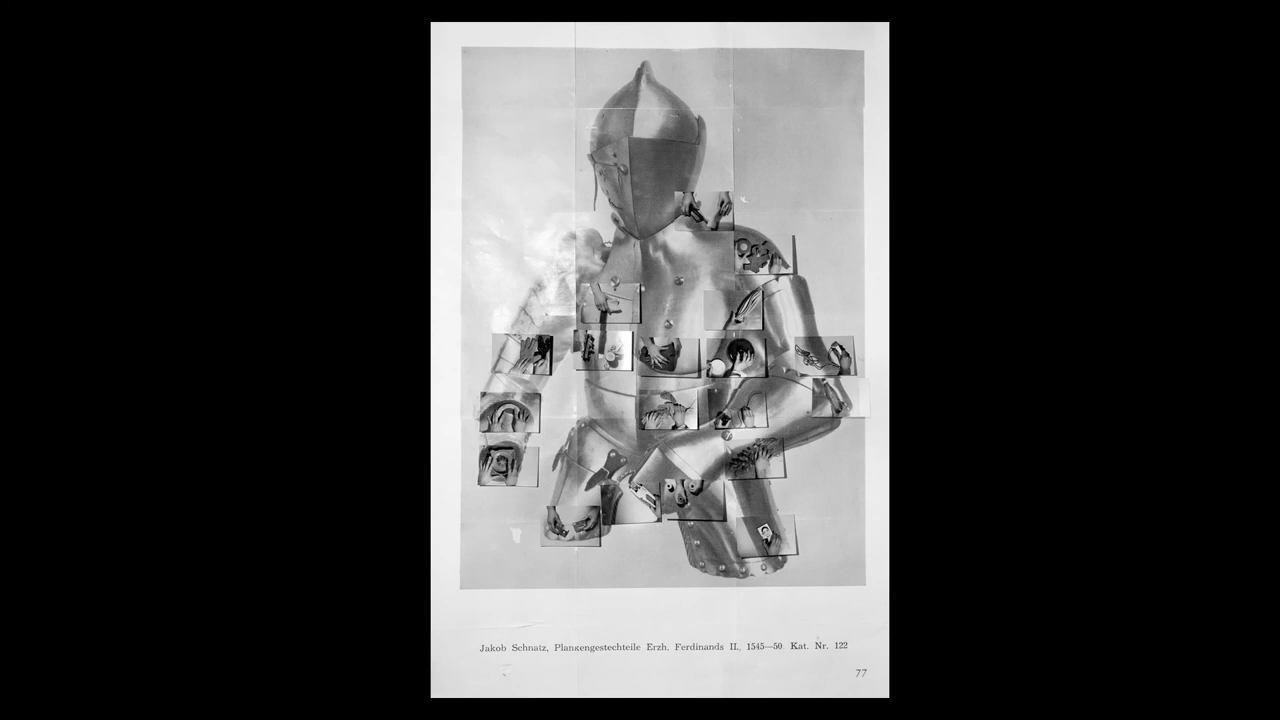 Jakob Schnatz, Plankengestechteile Erzh. Ferdinands II., 1545—50 Kat. Nr. 122
77